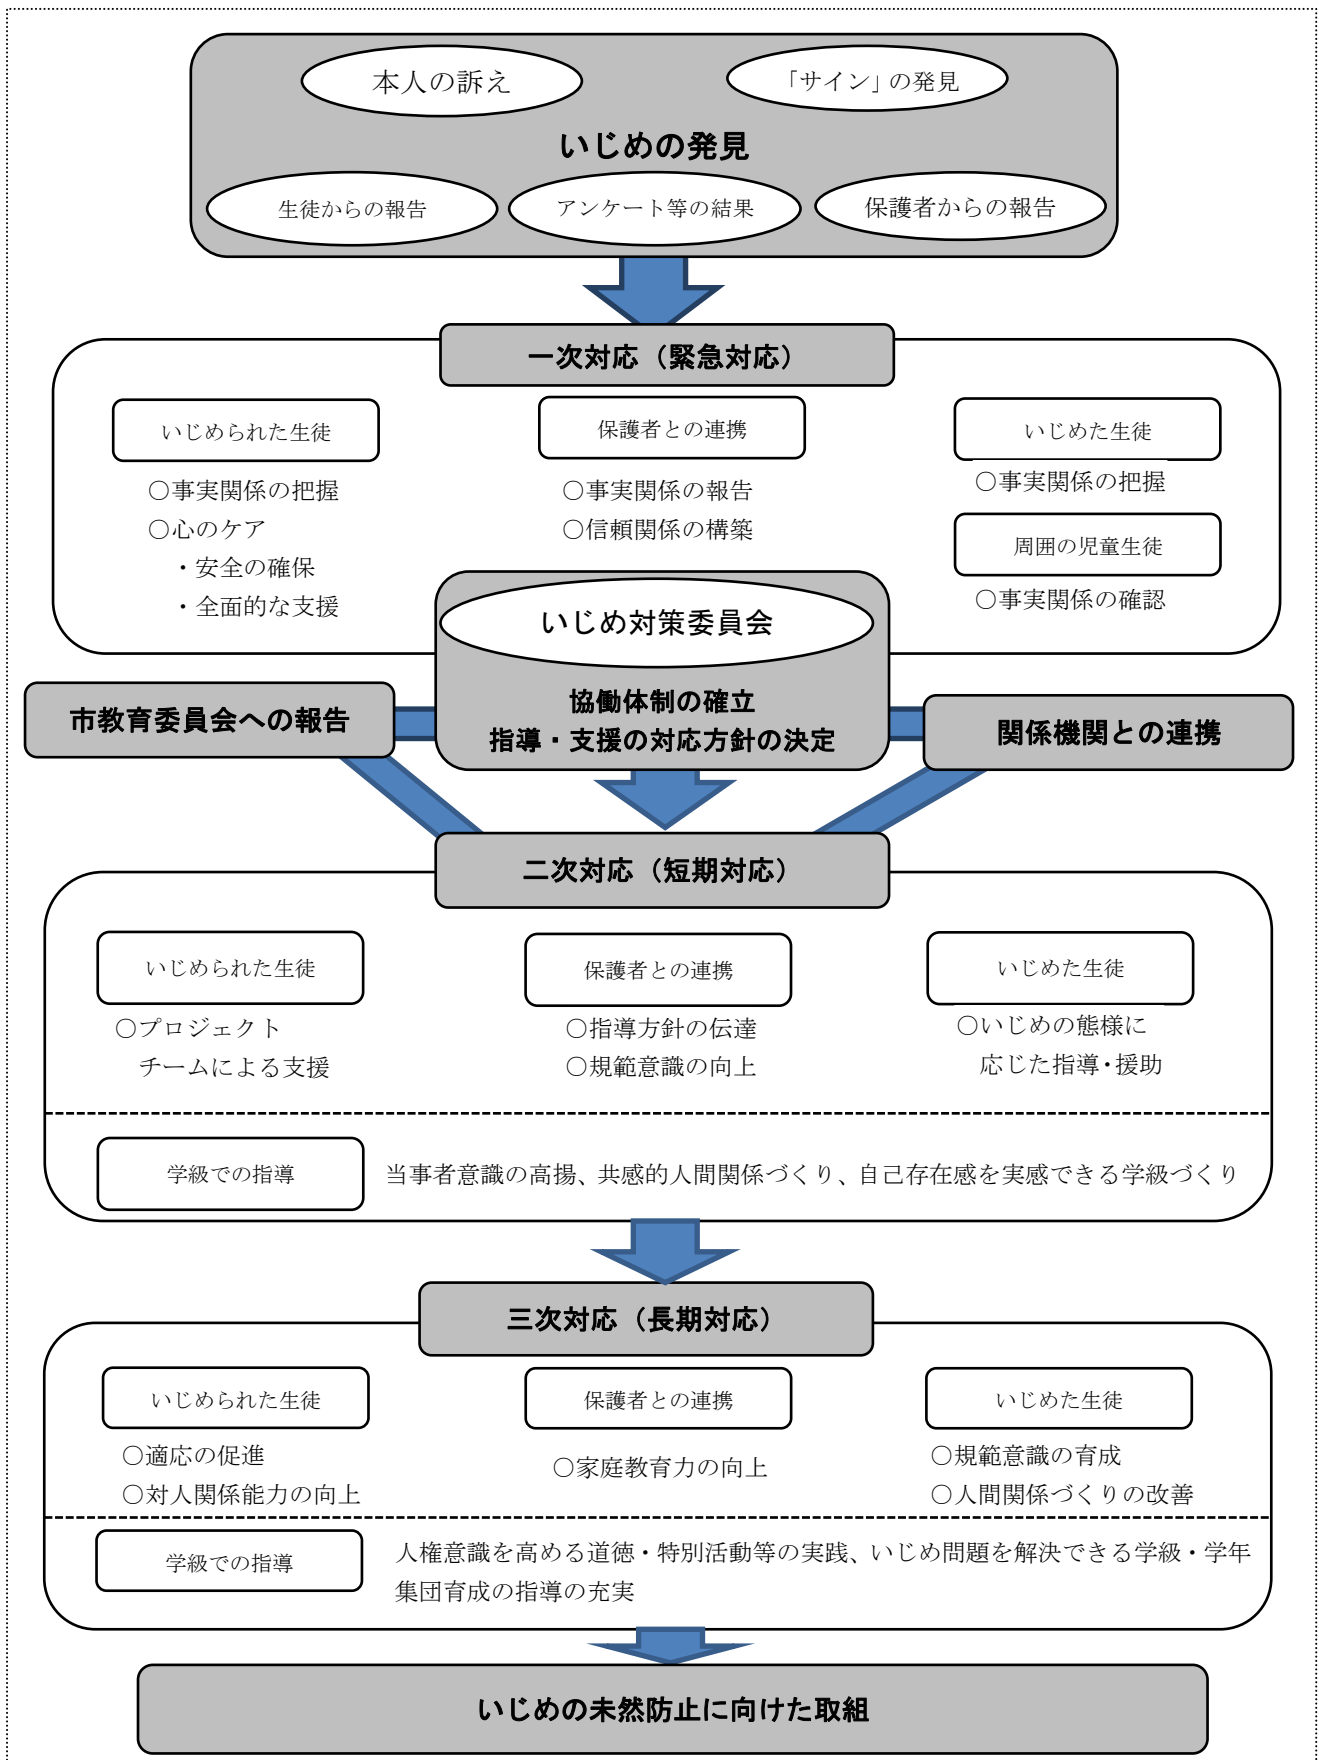 本人の訴え
「サイン」の発見
いじめの発見
生徒からの報告
アンケート等の結果
保護者からの報告
一次対応（緊急対応）
いじめられた生徒
○事実関係の把握
○心のケア
・安全の確保
・全面的な支援
保護者との連携
○事実関係の報告
○信頼関係の構築
いじめた生徒
○事実関係の把握
周囲の児童生徒
○事実関係の確認
いじめ対策委員会
協働体制の確立
指導・支援の対応方針の決定
市教育委員会への報告
関係機関との連携
二次対応（短期対応）
いじめられた生徒
○プロジェクト
チームによる支援
保護者との連携
○指導方針の伝達
○規範意識の向上
いじめた生徒
○いじめの態様に
応じた指導・援助
学級での指導
当事者意識の高揚、共感的人間関係づくり、自己存在感を実感できる学級づくり
三次対応（長期対応）
いじめられた生徒
○適応の促進
○対人関係能力の向上
保護者との連携
○家庭教育力の向上
いじめた生徒
○規範意識の育成
○人間関係づくりの改善
学級での指導
人権意識を高める道徳・特別活動等の実践、いじめ問題を解決できる学級・学年
集団育成の指導の充実
いじめの未然防止に向けた取組